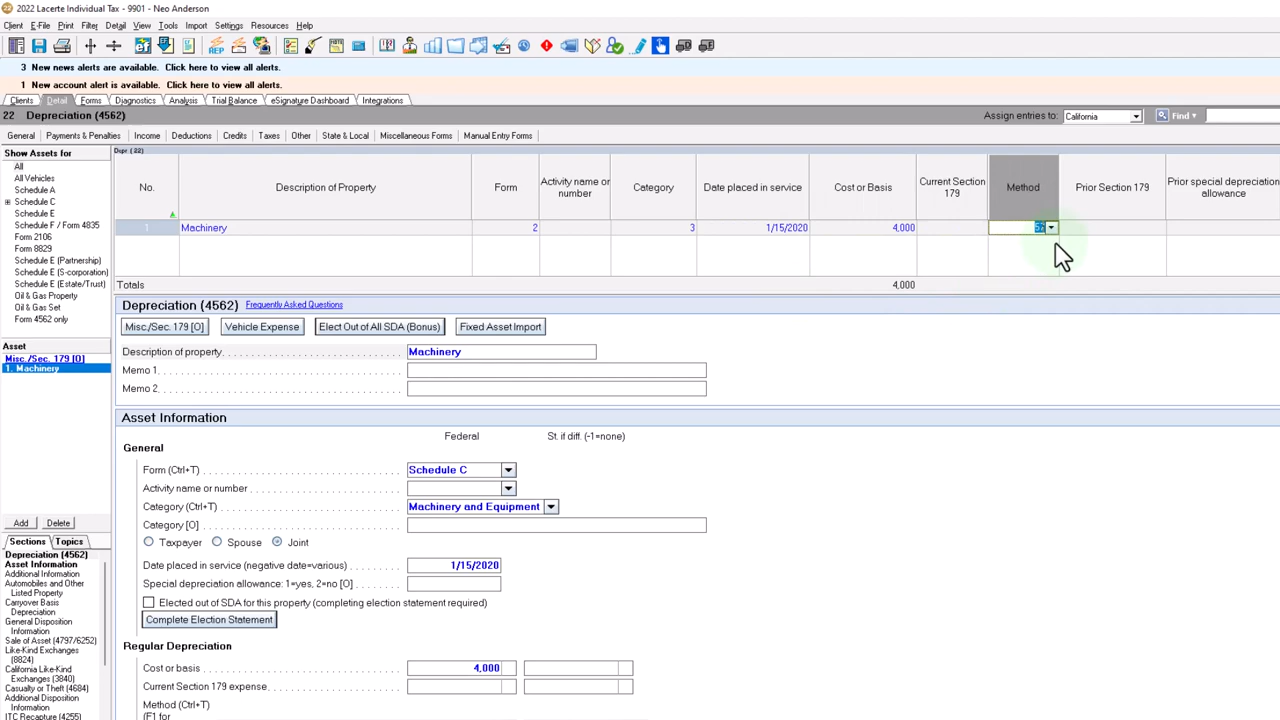 22 2022 Lacerte Individual Tax - 9901 - Neo Anderson
Client E-File Print Filter Detail View Tools Import Settings Resources Help
3 New news alerts are available. Click here to view all alerts.
1 New account alert is available. Click here to view all alerts.
Clients Detail Forms Diagnostics Analysis Trial Balance eSignature Dashboard Integrations
22 Depreciation (4562) Assign entries to: California Find
General Payments & Penalties Income Deductions Credits Taxes Other State & Local Miscellaneous Forms Manual Entry Forms
Show Assets for
All
All Vehicles
Schedule A
Schedule C
Schedule E
Schedule F / Form 4835
Form 2106
Form 8829
Schedule E (Partnership)
Schedule E (S-corporation)
Schedule E (Estate/Trust)
Oil & Gas Property
Oil & Gas Set
Form 4562 only
Asset
Misc./Sec. 179 [O]
1. Machinery
Add Delete
Sections Topics
Depreciation (4562)
Asset Information
Additional Information
Automobiles and Other
Listed Property
Carryover Basis
Depreciation
General Disposition
Information
Sale of Asset (4797/6252)
Like-Kind Exchanges
(8824)
California Like-Kind
Exchanges (3840)
Casualty or Theft (4684)
Additional Disposition
Information
ITC Recapture (4255)
Depr. (22)
No. Description of Property Form Activity name or number Category Date placed in service Cost or Basis Current Section 179 Method Prior Section 179 Prior special depreciation allowance
1 Machinery 2 3 1/15/2020 4,000
Totals 4,000
Depreciation (4562) Frequently Asked Questions
Misc./Sec. 179 [O] Vehicle Expense Elect Out of All SDA (Bonus) Fixed Asset Import
Description of property Machinery
Memo 1
Memo 2
Asset Information
Federal St. if diff. (-1=none)
General
Form (Ctrl+T) Schedule C
Activity name or number
Category (Ctrl+T) Machinery and Equipment
Category [O]
Taxpayer Spouse Joint
Date placed in service (negative date=various) 1/15/2020
Special depreciation allowance: 1=yes, 2=no [O]
Elected out of SDA for this property (completing election statement required)
Complete Election Statement
Regular Depreciation
Cost or basis 4,000
Current Section 179 expense
Method (Ctrl+T)
(F1 for